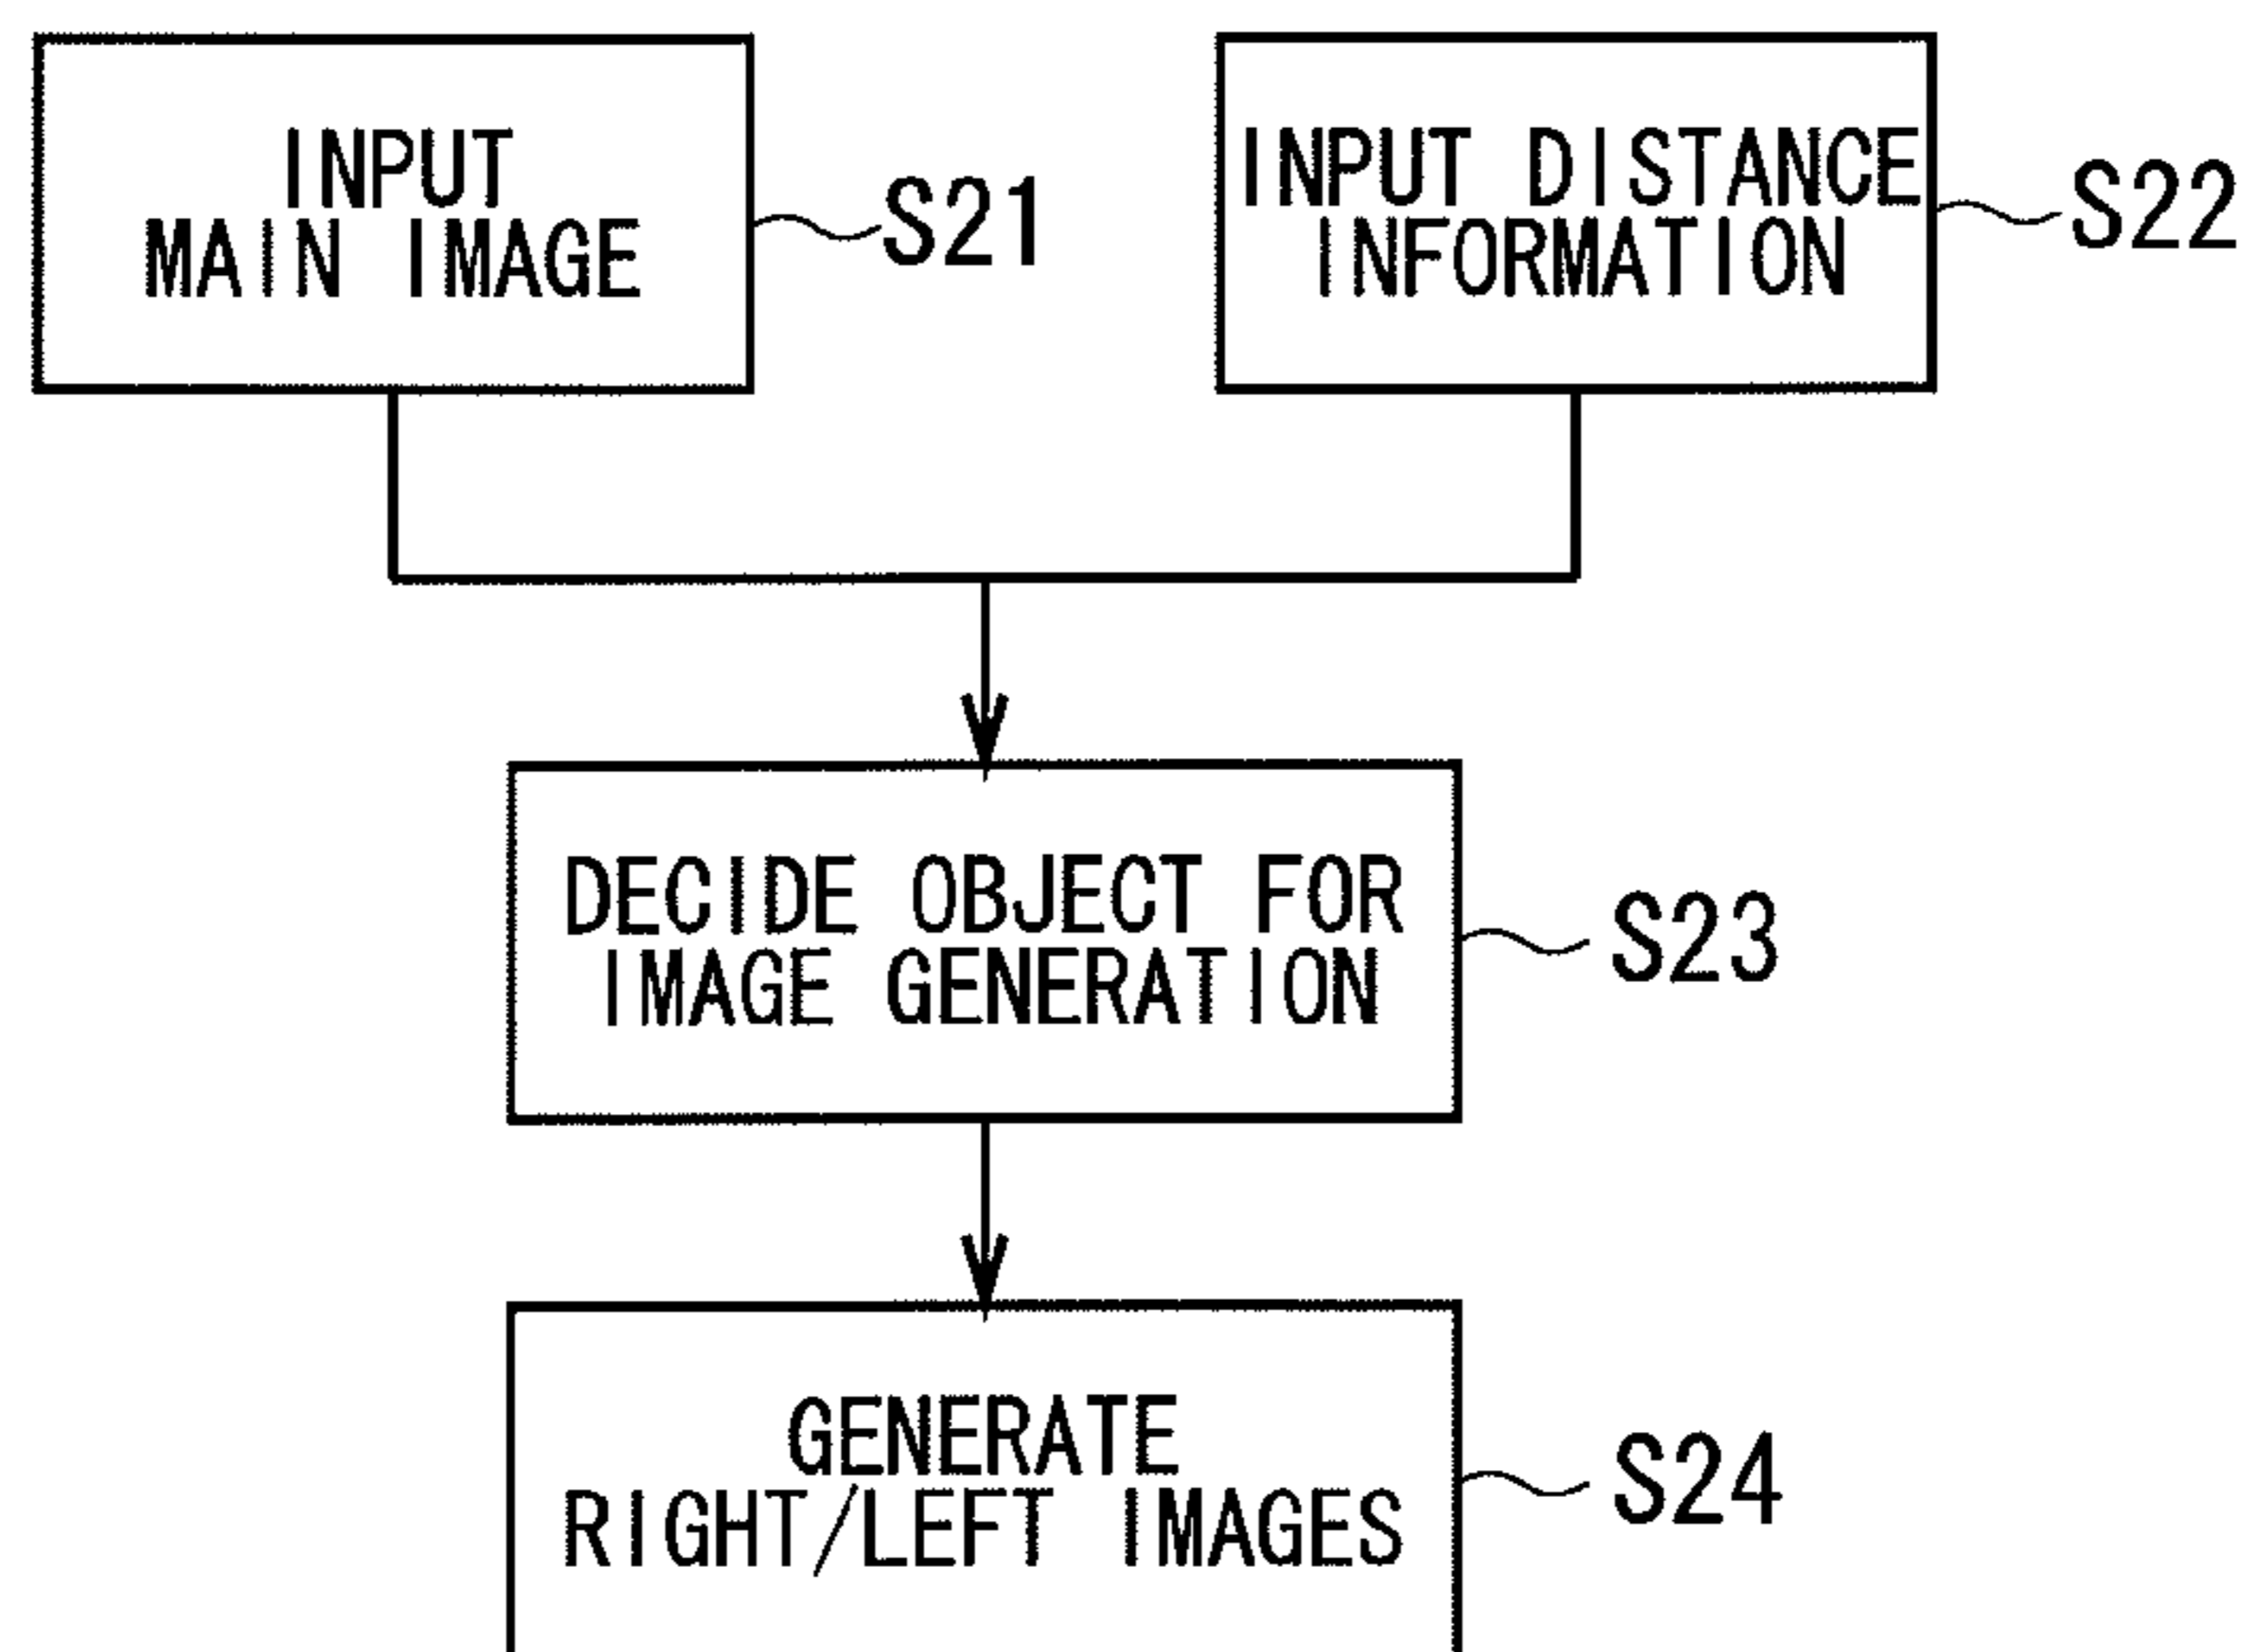 INPUT
MAIN IMAGE
S21
INPUT DISTANCE
INFORMATION
S22
DECIDE OBJECT FOR
IMAGE GENERATION
S23
GENERATE
RIGHT/LEFT IMAGES
S24